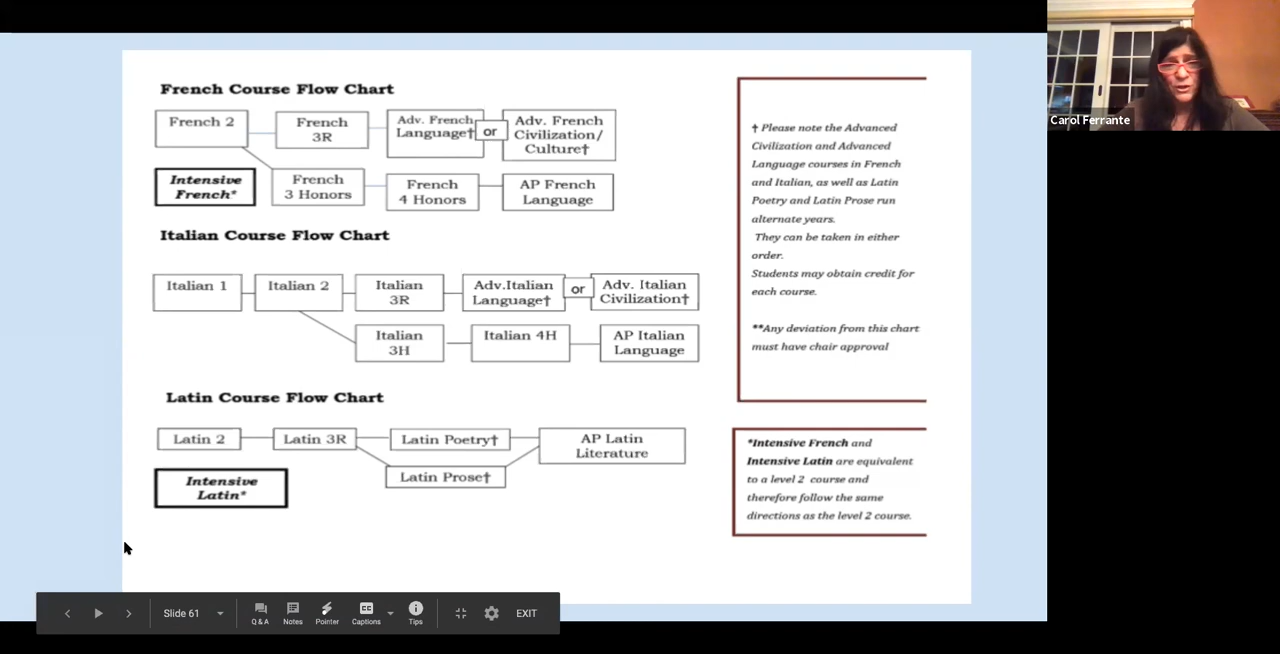 French Course Flow Chart
French 2
French
3R
Adv. French
Language†
or
Adv. French
Civilization/
Culture†
Intensive
French*
French
3 Honors
French
4 Honors
AP French
Language
Italian Course Flow Chart
Italian 1
Italian 2
Italian
3R
Adv.Italian
Language†
or
Adv. Italian
Civilization†
Italian
3H
Italian 4H
AP Italian
Language
Latin Course Flow Chart
Latin 2
Latin 3R
Latin Poetry†
AP Latin
Literature
Latin Prose†
Intensive
Latin*
† Please note the Advanced
Civilization and Advanced
Language courses in French
and Italian, as well as Latin
Poetry and Latin Prose run
alternate years.
They can be taken in either
order.
Students may obtain credit for
each course.
**Any deviation from this chart
must have chair approval
*Intensive French and
Intensive Latin are equivalent
to a level 2 course and
therefore follow the same
directions as the level 2 course.
Carol Ferrante
Slide 61
Q & A
Notes
Pointer
Captions
Tips
EXIT